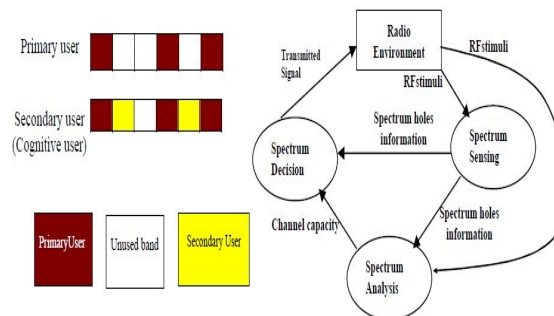 Primary user
Secondary user
(Cognitive user)
PrimaryUser
Unused band
Secondary User
Radio
Environment
RFstimuli
Transmitted
Signal
RFstimuli
Spectrum holes
information
Spectrum
Sensing
Spectrum
Decision
Channel capacity
Spectrum holes
information
Spectrum
Analysis